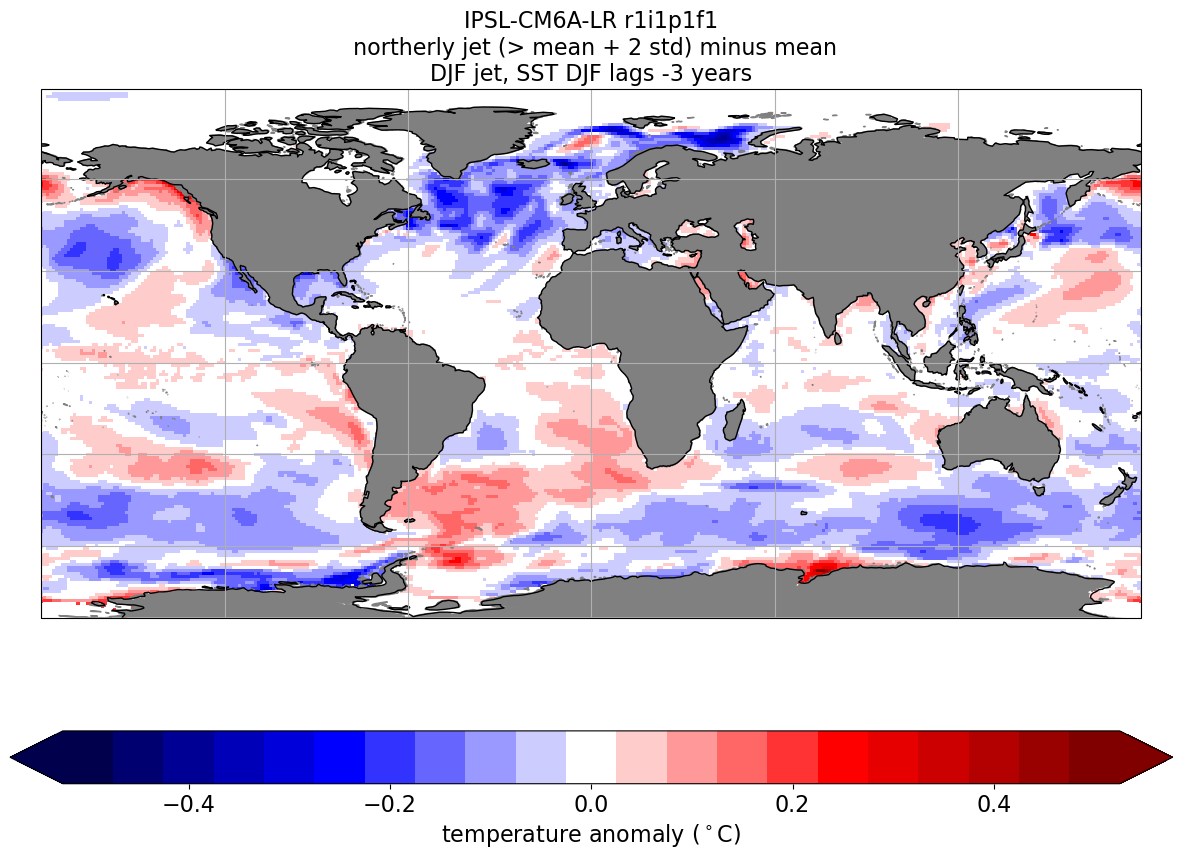 IPSL-CM6A-LR r1i1p1f1
northerly jet (> mean + 2 std) minus mean
DJF jet, SST DJF lags -3 years
−0.4 −0.2 0.0 0.2 0.4
temperature anomaly (°C)